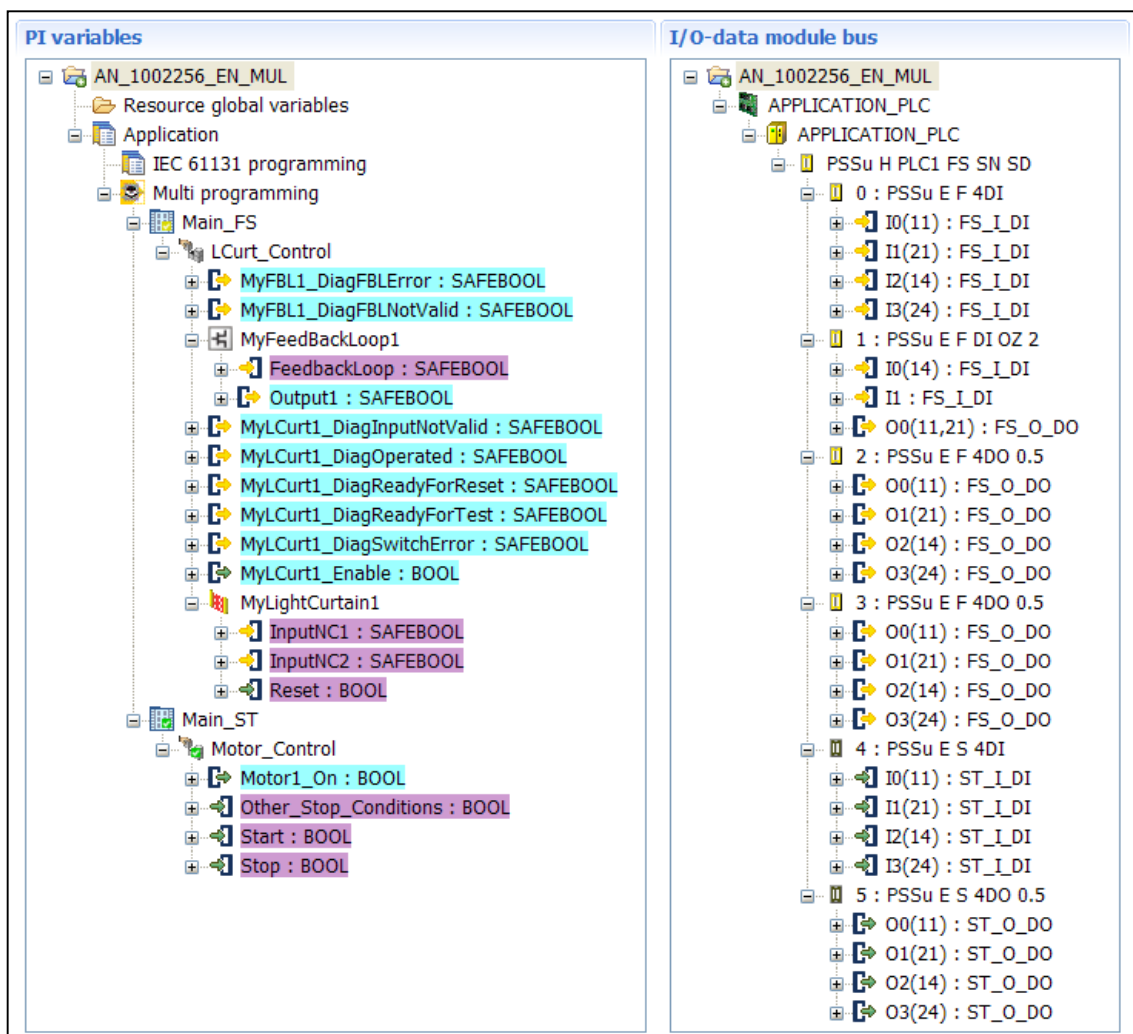 PI variables
AN_1002256_EN_MUL
Resource global variables
Application
IEC 61131 programming
Multi programming
Main_FS
LCurt_Control
MyFBL1_DiagFBLError : SAFEBOOL
MyFBL1_DiagFBLNotValid : SAFEBOOL
MyFeedBackLoop1
FeedbackLoop : SAFEBOOL
Output1 : SAFEBOOL
MyLCurt1_DiagInputNotValid : SAFEBOOL
MyLCurt1_DiagOperated : SAFEBOOL
MyLCurt1_DiagReadyForReset : SAFEBOOL
MyLCurt1_DiagReadyForTest : SAFEBOOL
MyLCurt1_DiagSwitchError : SAFEBOOL
MyLCurt1_Enable : BOOL
MyLightCurtain1
InputNC1 : SAFEBOOL
InputNC2 : SAFEBOOL
Reset : BOOL
Main_ST
Motor_Control
Motor1_On : BOOL
Other_Stop_Conditions : BOOL
Start : BOOL
Stop : BOOL
I/O-data module bus
AN_1002256_EN_MUL
APPLICATION_PLC
APPLICATION_PLC
PSSu H PLC1 FS SN SD
0 : PSSu E F 4DI
I0(11) : FS_I_DI
I1(21) : FS_I_DI
I2(14) : FS_I_DI
I3(24) : FS_I_DI
1 : PSSu E F DI OZ 2
I0(14) : FS_I_DI
I1 : FS_I_DI
O0(11,21) : FS_O_DO
2 : PSSu E F 4DO 0.5
O0(11) : FS_O_DO
O1(21) : FS_O_DO
O2(14) : FS_O_DO
O3(24) : FS_O_DO
3 : PSSu E F 4DO 0.5
O0(11) : FS_O_DO
O1(21) : FS_O_DO
O2(14) : FS_O_DO
O3(24) : FS_O_DO
4 : PSSu E S 4DI
I0(11) : ST_I_DI
I1(21) : ST_I_DI
I2(14) : ST_I_DI
I3(24) : ST_I_DI
5 : PSSu E S 4DO 0.5
O0(11) : ST_O_DO
O1(21) : ST_O_DO
O2(14) : ST_O_DO
O3(24) : ST_O_DO